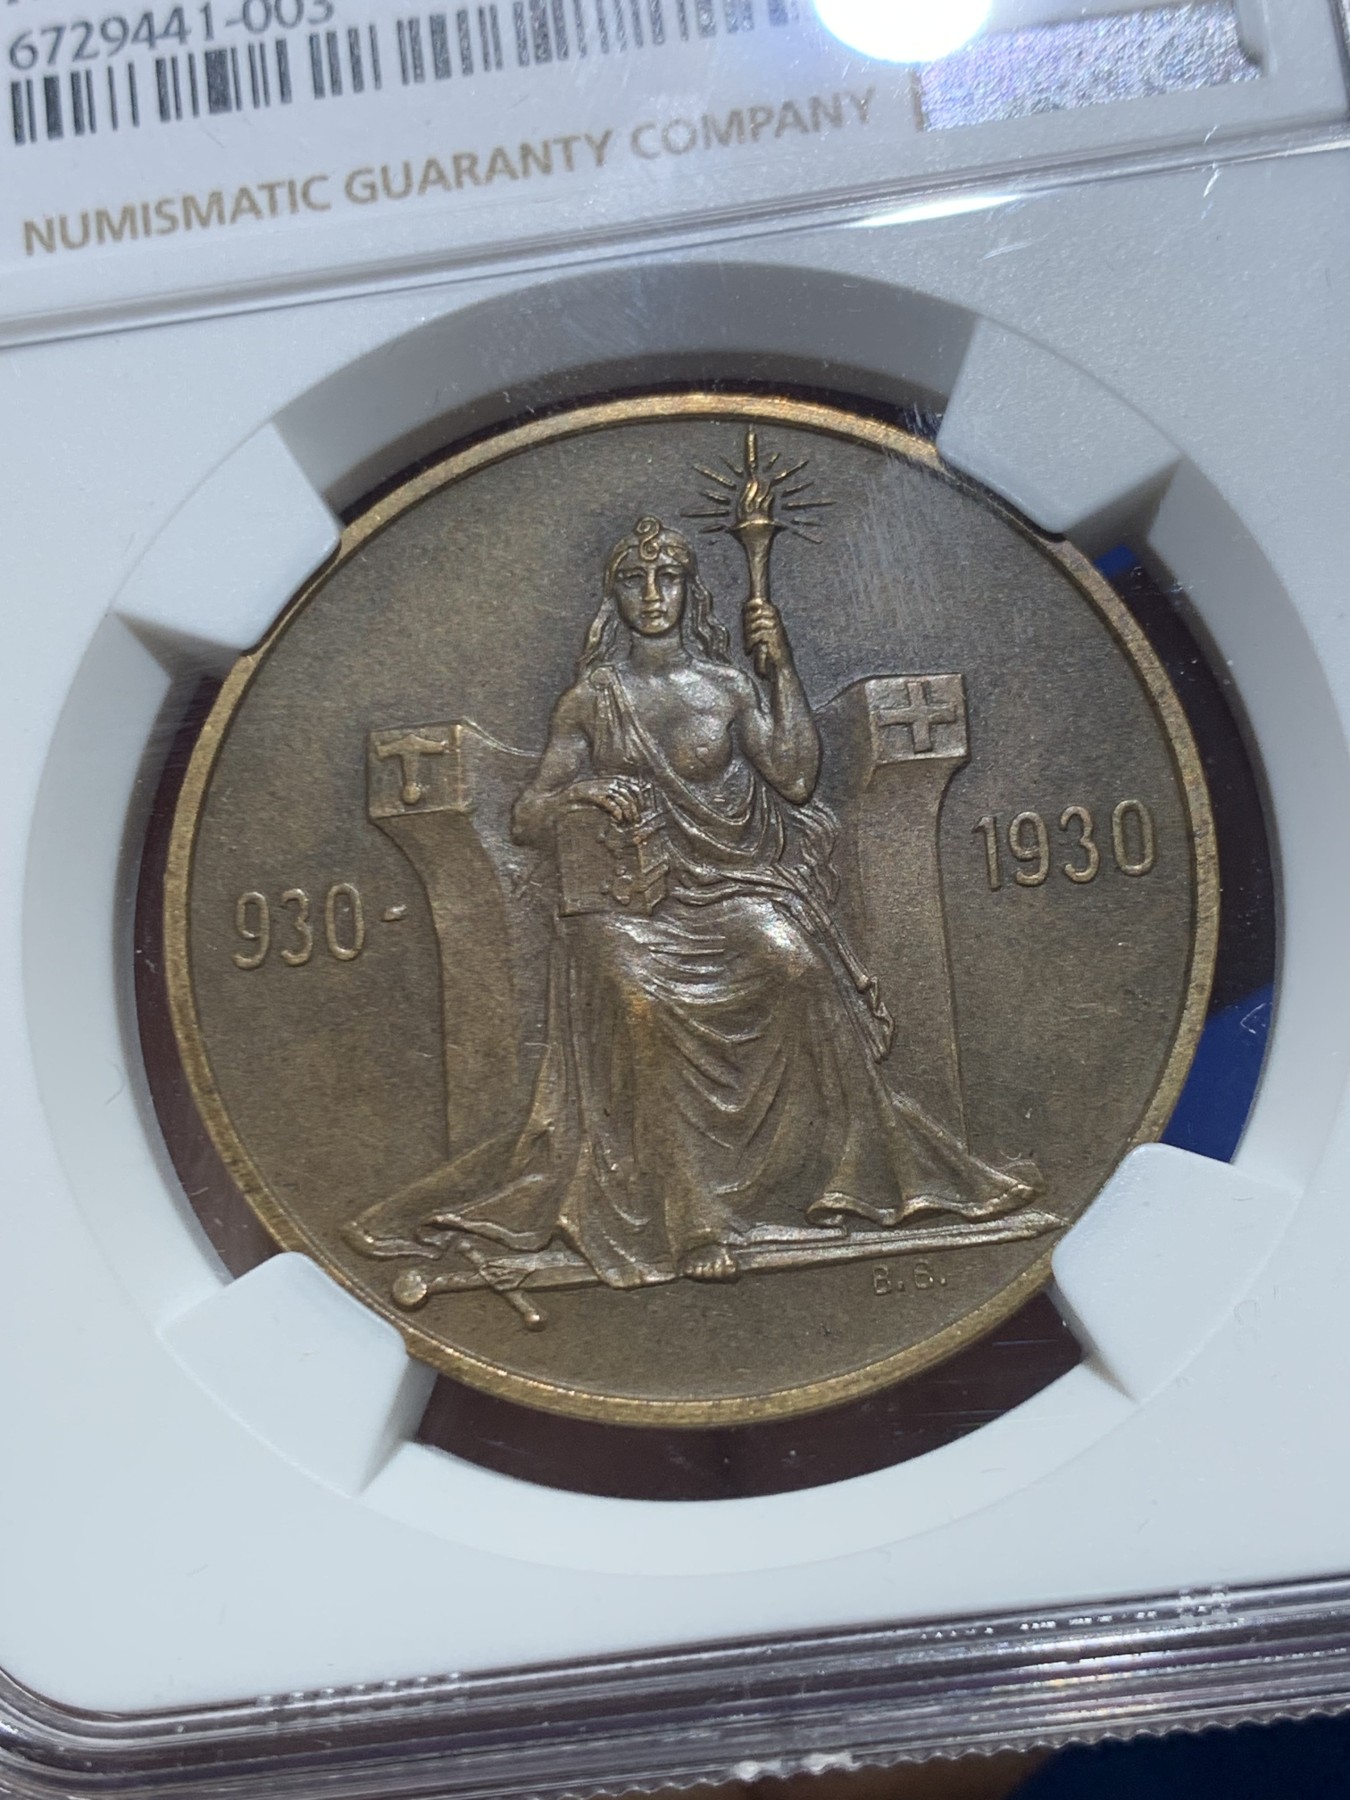 6729441-003
NUMISMATIC GUARANTY COMPANY
930-
1930
B. S.